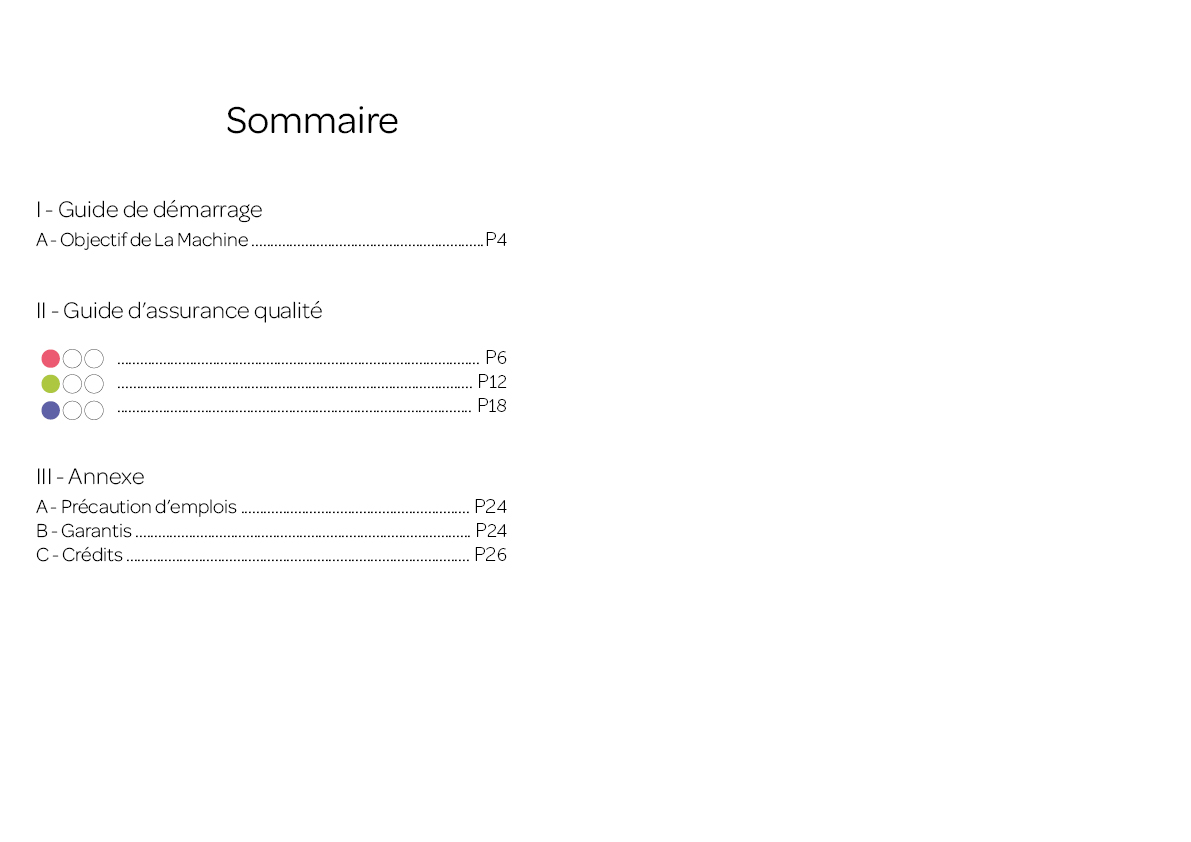 Sommaire
I - Guide de démarrage
A - Objectif de La Machine ............................................................. P4
II - Guide d’assurance qualité
............................................................................................... P6
............................................................................................. P12
............................................................................................. P18
III - Annexe
A - Précaution d’emplois ............................................................ P24
B - Garantis ........................................................................................ P24
C - Crédits .......................................................................................... P26